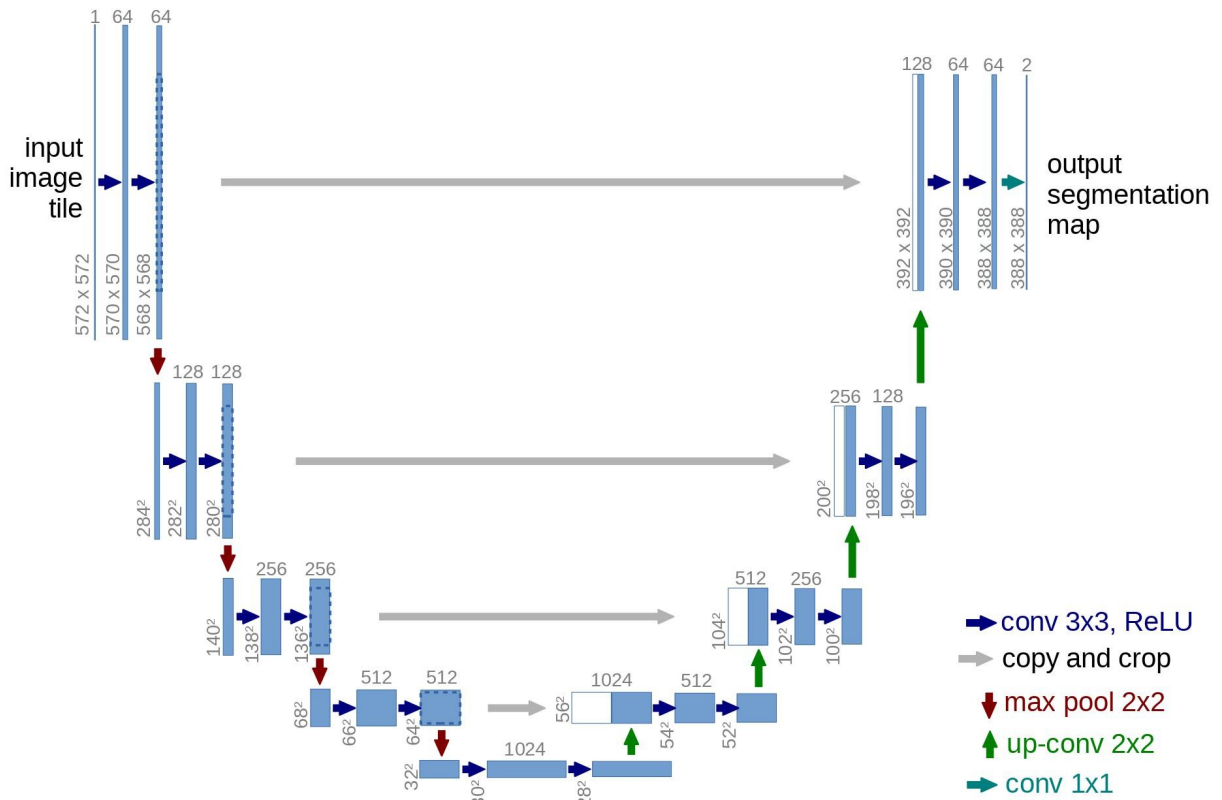 1 64 64
128 64 64 2
input
image
tile
output
segmentation
map
572 x 572
570 x 570
568 x 568
392 x 392
390 x 390
388 x 388
388 x 388
128 128
256 128
284²
282²
280²
200²
198²
196²
256 256
512 256
140²
138²
136²
104²
102²
100²
512 512
1024 512
68²
66²
64²
56²
54²
52²
1024
32²
conv 3x3, ReLU
copy and crop
max pool 2x2
up-conv 2x2
conv 1x1